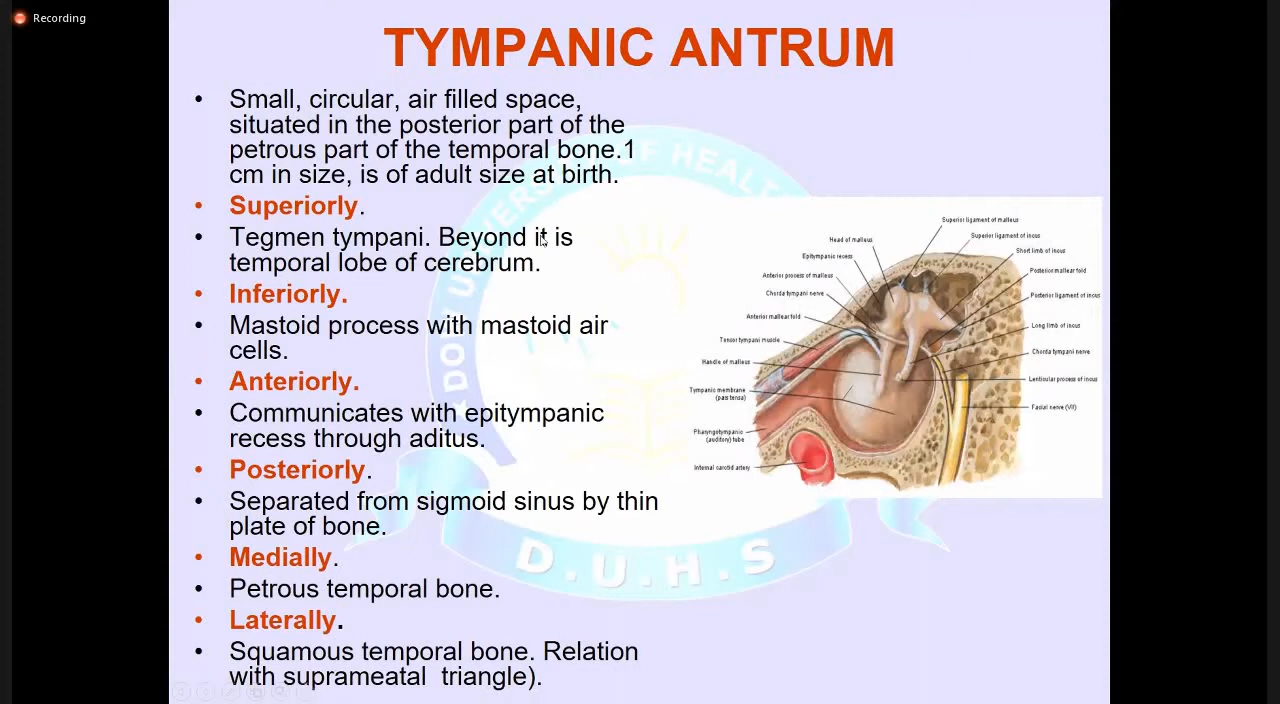 Recording
TYMPANIC ANTRUM
• Small, circular, air filled space,
situated in the posterior part of the
petrous part of the temporal bone.1
cm in size, is of adult size at birth.
• Superiorly.
• Tegmen tympani. Beyond it is
temporal lobe of cerebrum.
• Inferiorly.
• Mastoid process with mastoid air
cells.
• Anteriorly.
• Communicates with epitympanic
recess through aditus.
• Posteriorly.
• Separated from sigmoid sinus by thin
plate of bone.
• Medially.
• Petrous temporal bone.
• Laterally.
• Squamous temporal bone. Relation
with suprameatal triangle).
Superior ligament of malleus
Superior ligament of incus
Head of malleus
Short limb of incus
Epitympanic recess
Posterior mallear fold
Anterior process of malleus
Chorda tympani nerve
Posterior ligament of incus
Anterior mallear fold
Long limb of incus
Tensor tympani muscle
Chorda tympani nerve
Handle of malleus
Lenticular process of incus
Tympanic membrane
(pars tensa)
Facial nerve (VII)
Pharyngotympanic
(auditory) tube
Internal carotid artery
D.U.H.S